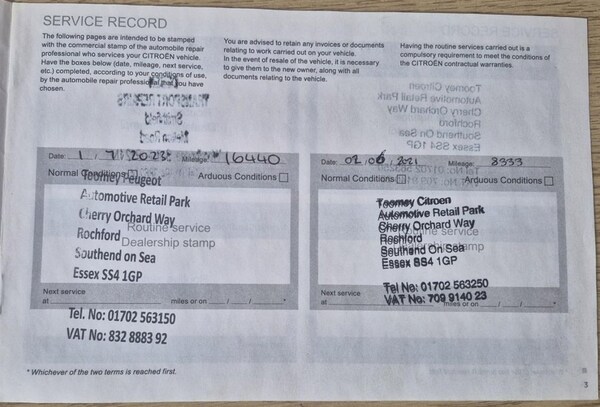 SERVICE RECORD
The following pages are intended to be stamped
with the commercial stamp of the automobile repair
professional who services your CITROËN vehicle.
Have the boxes below (date, mileage, next service,
etc.) completed, according to your conditions of use,
by the automobile repair professional you have
chosen.
You are advised to retain any invoices or documents
relating to work carried out on your vehicle.
In the event of resale of the vehicle, it is necessary
to give them to the new owner, along with all
documents relating to the vehicle.
Having the routine services carried out is a
compulsory requirement to meet the conditions of
the CITROËN contractual warranties.
Date: 1 / 7 / 2023 Mileage: 16440
Normal Conditions Arduous Conditions
Toomey Peugeot
Automotive Retail Park
Cherry Orchard Way
Rochford
Southend on Sea
Essex SS4 1GP
Routine service
Dealership stamp
Next service
at miles or on / / *
Tel. No: 01702 563150
VAT No: 832 8883 92
Date: 02/06/2021 Mileage: 8933
Normal Conditions Arduous Conditions
Toomey Citroen
Automotive Retail Park
Cherry Orchard Way
Rochford
Southend On Sea
Essex SS4 1GP
Tel No: 01702 563250
VAT No: 709 9140 23
Next service
at miles or on / / *
* Whichever of the two terms is reached first.
3